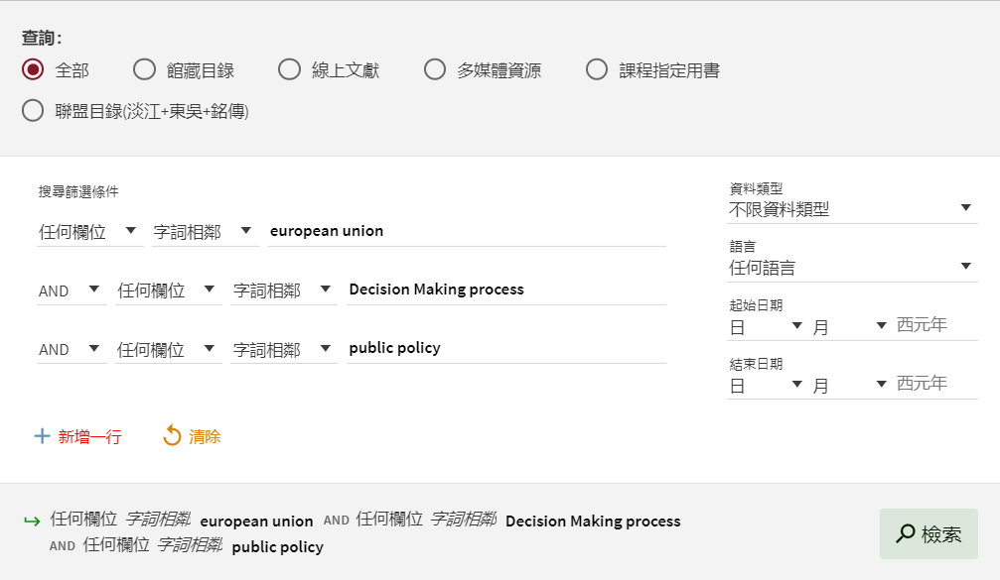 查詢：
全部 館藏目錄 線上文獻 多媒體資源 課程指定用書
聯盟目錄(淡江+東吳+銘傳)
搜尋篩選條件
任何欄位 字詞相鄰 european union
AND 任何欄位 字詞相鄰 Decision Making process
AND 任何欄位 字詞相鄰 public policy
新增一行 清除
資料類型
不限資料類型
語言
任何語言
起始日期
日 月 西元年
結束日期
日 月 西元年
任何欄位 字詞相鄰 european union AND 任何欄位 字詞相鄰 Decision Making process
AND 任何欄位 字詞相鄰 public policy
檢索